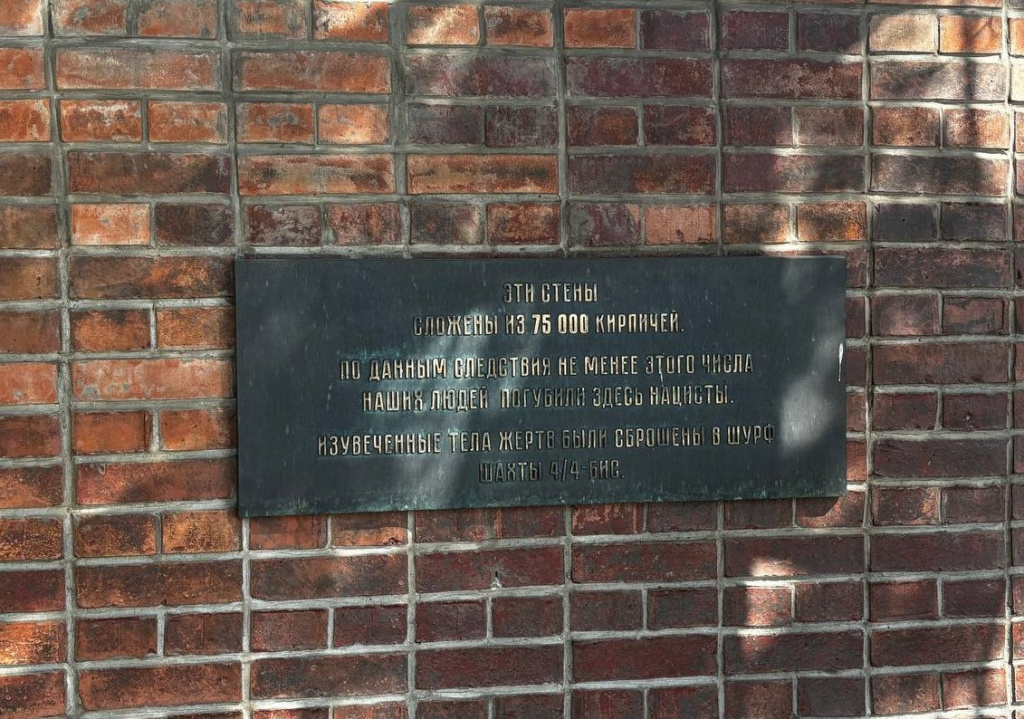 ЭТИ СТЕНЫ
СЛОЖЕНЫ ИЗ 75 000 КИРПИЧЕЙ.
ПО ДАННЫМ СЛЕДСТВИЯ НЕ МЕНЕЕ ЭТОГО ЧИСЛА
НАШИХ ЛЮДЕЙ ПОГУБИЛИ ЗДЕСЬ НАЦИСТЫ.
ИЗУВЕЧЕННЫЕ ТЕЛА ЖЕРТВ БЫЛИ СБРОШЕНЫ В ШУРФ
ШАХТЫ 4/4-БИС.